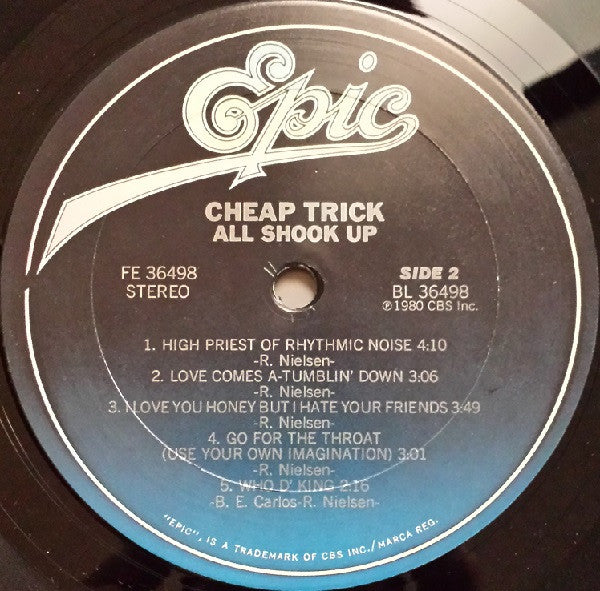 Epic
CHEAP TRICK
ALL SHOOK UP
FE 36498
STEREO
SIDE 2
BL 36498
℗1980 CBS Inc.
1. HIGH PRIEST OF RHYTHMIC NOISE 4:10
-R. Nielsen-
2. LOVE COMES A-TUMBLIN' DOWN 3:06
-R. Nielsen-
3. I LOVE YOU HONEY BUT I HATE YOUR FRIENDS 3:49
-R. Nielsen-
4. GO FOR THE THROAT
(USE YOUR OWN IMAGINATION) 3:01
-R. Nielsen-
5. WHO D' KING 2:16
-B. E. Carlos-R. Nielsen-
"EPIC", IS A TRADEMARK OF CBS INC./MARCA REG.